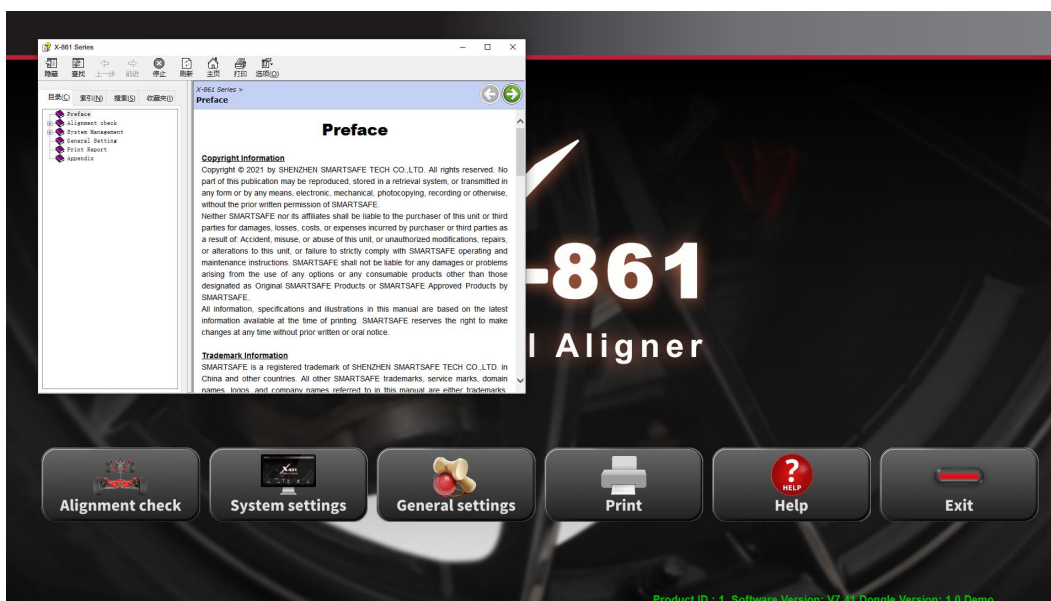 X-861 Series
隐藏 查找 上一步 前进 停止 刷新 主页 打印 选项(O)
目录(C) 索引(N) 搜索(S) 收藏夹(I)
Preface
Alignment check
System Management
General Setting
Print Report
Appendix
X-861 Series >
Preface
Preface
Copyright Information
Copyright © 2021 by SHENZHEN SMARTSAFE TECH CO.,LTD. All rights reserved. No
part of this publication may be reproduced, stored in a retrieval system, or transmitted in
any form or by any means, electronic, mechanical, photocopying, recording or otherwise,
without the prior written permission of SMARTSAFE.
Neither SMARTSAFE nor its affiliates shall be liable to the purchaser of this unit or third
parties for damages, losses, costs, or expenses incurred by purchaser or third parties as
a result of: Accident, misuse, or abuse of this unit, or unauthorized modifications, repairs,
or alterations to this unit, or failure to strictly comply with SMARTSAFE operating and
maintenance instructions. SMARTSAFE shall not be liable for any damages or problems
arising from the use of any options or any consumable products other than those
designated as Original SMARTSAFE Products or SMARTSAFE Approved Products by
SMARTSAFE.
All information, specifications and illustrations in this manual are based on the latest
information available at the time of printing. SMARTSAFE reserves the right to make
changes at any time without prior written or oral notice.
Trademark Information
SMARTSAFE is a registered trademark of SHENZHEN SMARTSAFE TECH CO.,LTD. in
China and other countries. All other SMARTSAFE trademarks, service marks, domain
names, logos, and company names referred to in this manual are either trademarks,
-861
l Aligner
Alignment check
X-831
System settings
General settings
Print
?
HELP
Help
Exit
Product ID : 1 Software Version: V7.41 Dongle Version: 1.0 Demo